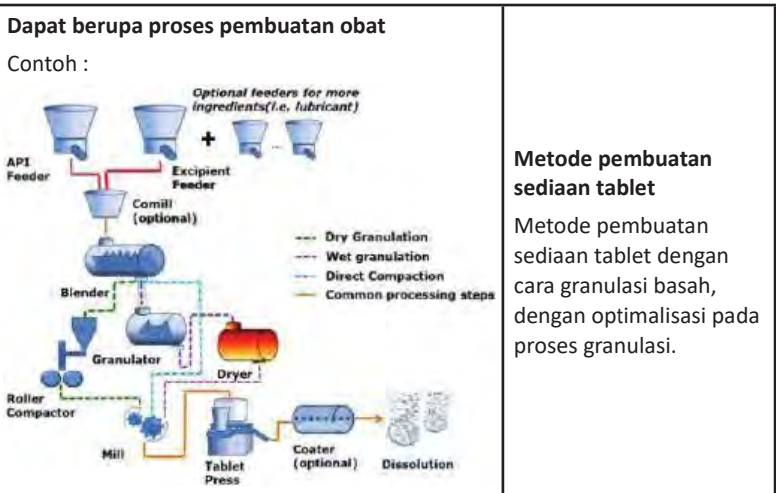 Dapat berupa proses pembuatan obat
Contoh :
Optional feeders for more
ingredients(i.e. lubricant)
+
...
API
Feeder
Excipient
Feeder
Comill
(optional)
Dry Granulation
Wet granulation
Direct Compaction
Common processing steps
Blender
Granulator
Dryer
Roller
Compactor
Mill
Tablet
Press
Coater
(optional)
Dissolution
Metode pembuatan
sediaan tablet
Metode pembuatan
sediaan tablet dengan
cara granulasi basah,
dengan optimalisasi pada
proses granulasi.